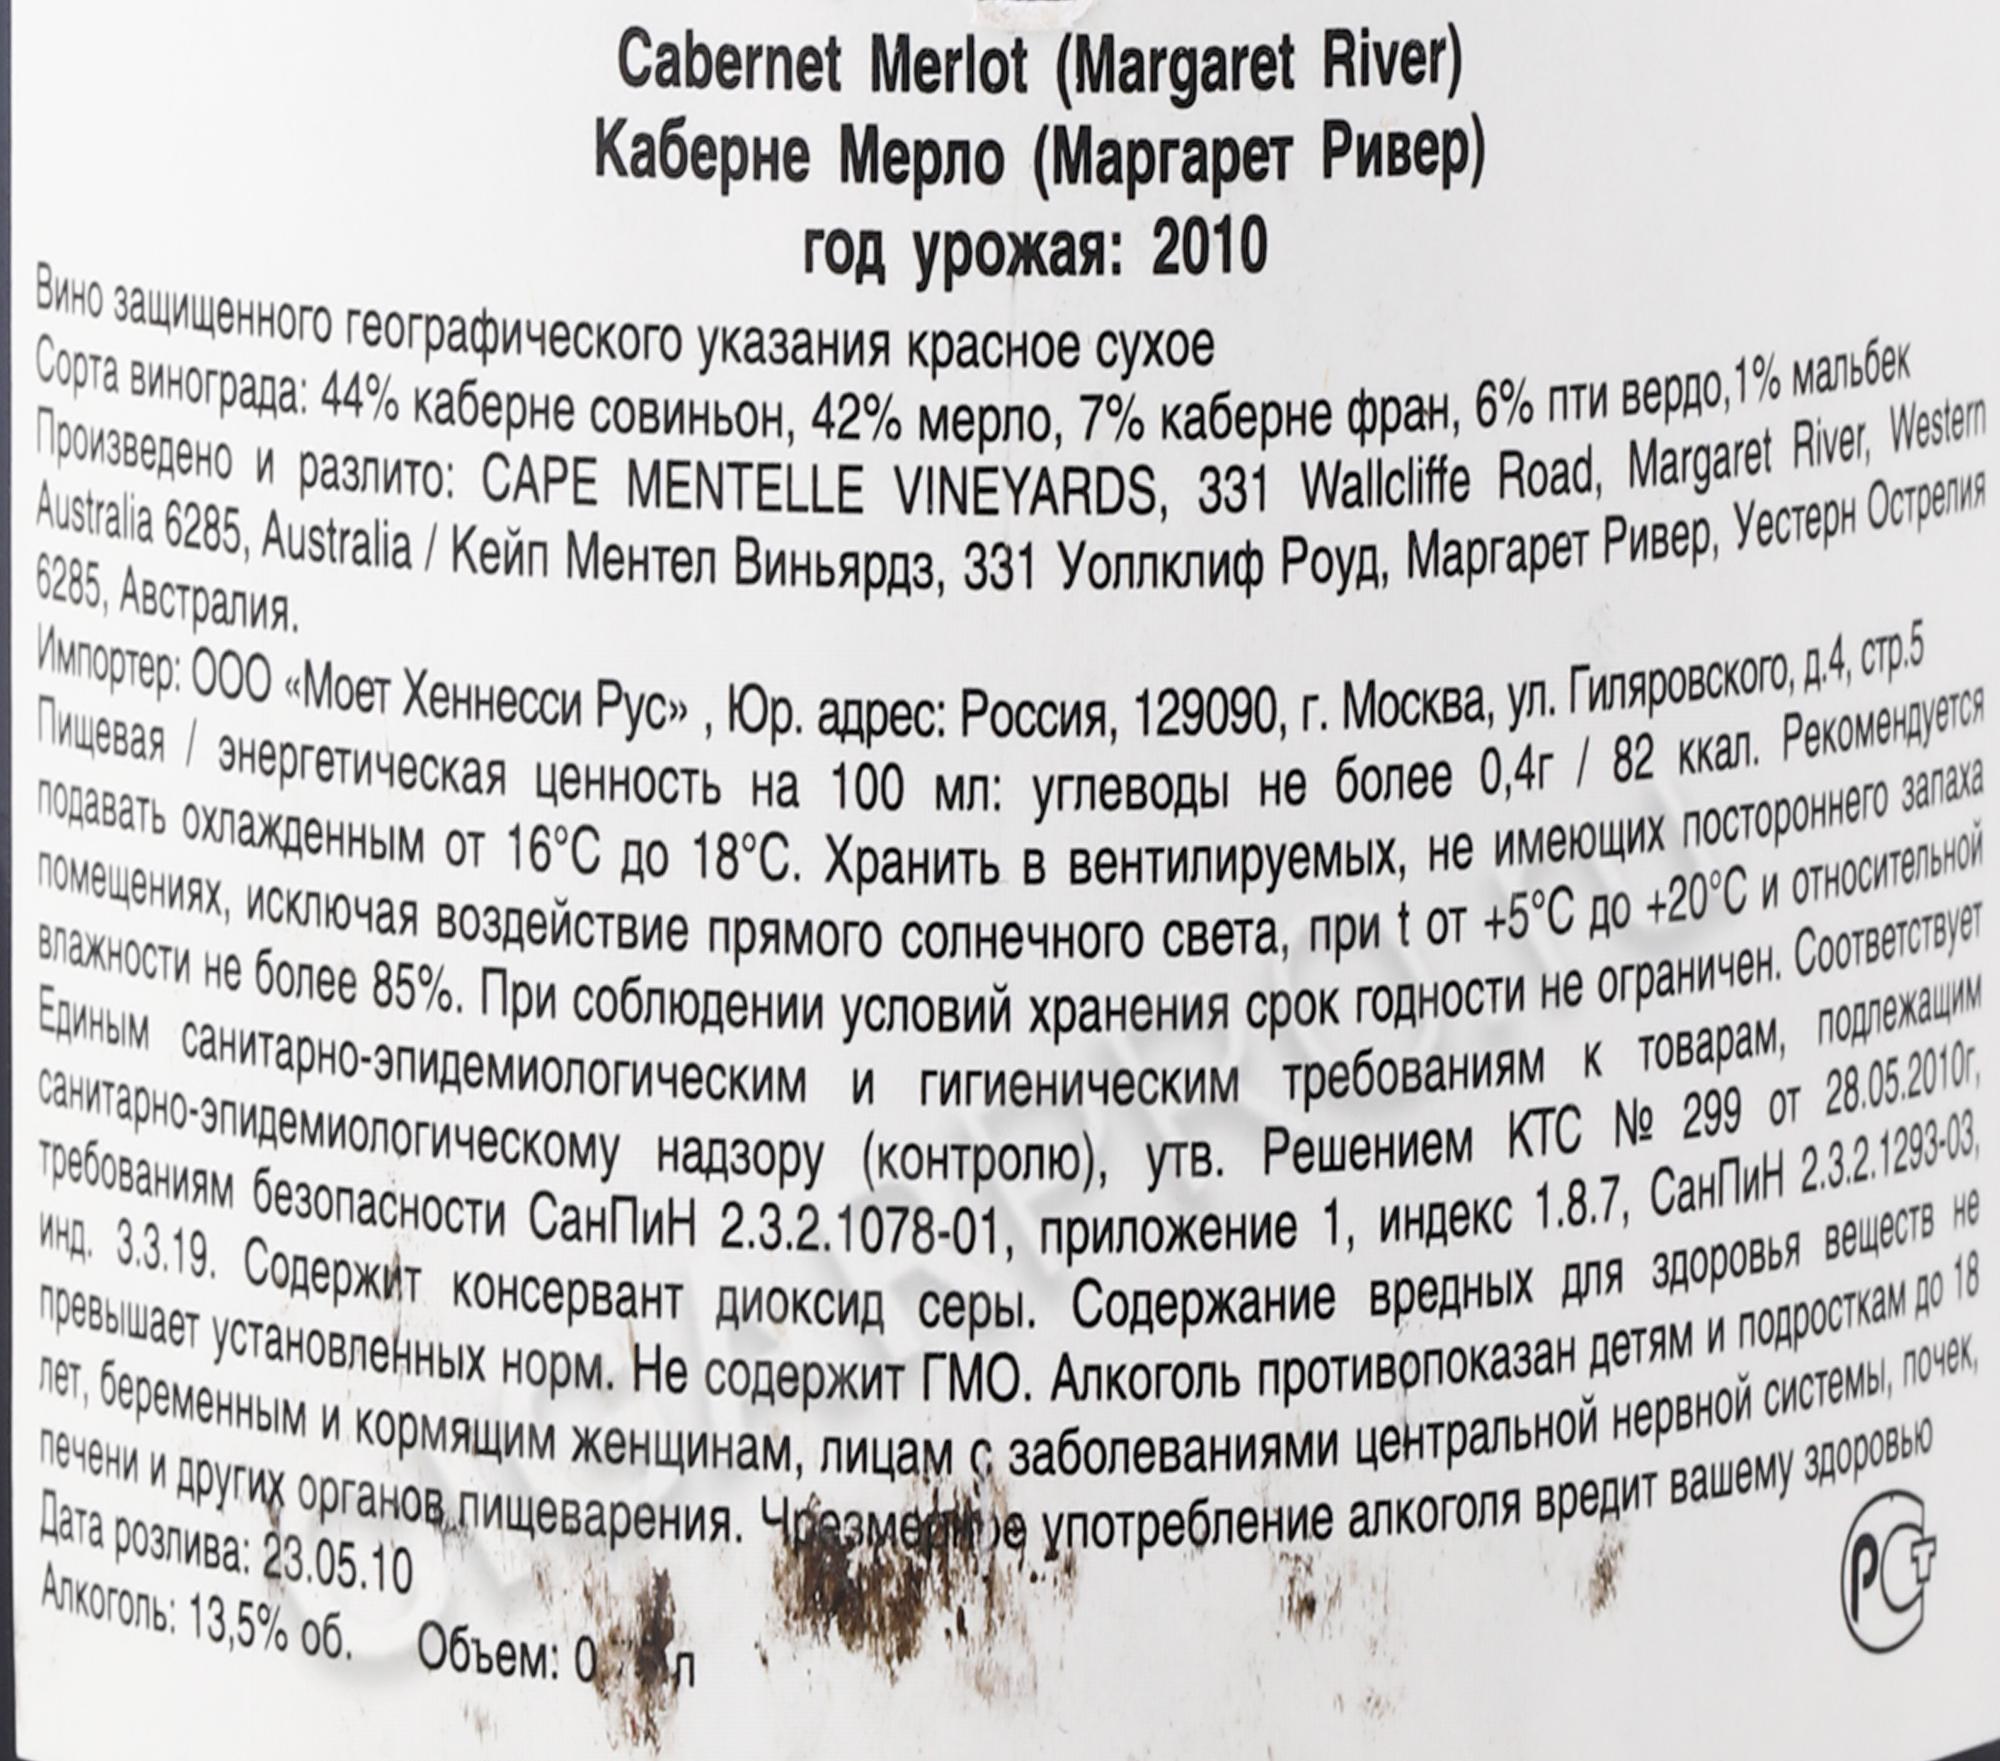 Cabernet Merlot (Margaret River)
Каберне Мерло (Маргарет Ривер)
год урожая: 2010
Вино защищенного географического указания красное сухое
Сорта винограда: 44% каберне совиньон, 42% мерло, 7% каберне фран, 6% пти вердо,1% мальбек
Произведено и разлито: CAPE MENTELLE VINEYARDS, 331 Wallcliffe Road, Margaret River, Western
Australia 6285, Australia / Кейп Ментел Виньярдз, 331 Уоллклиф Роуд, Маргарет Ривер, Уестерн Острелия
6285, Австралия.
Импортер: ООО «Моет Хеннесси Рус» , Юр. адрес: Россия, 129090, г. Москва, ул. Гиляровского, д.4, стр.5
Пищевая / энергетическая ценность на 100 мл: углеводы не более 0,4г / 82 ккал. Рекомендуется
подавать охлажденным от 16°C до 18°C. Хранить в вентилируемых, не имеющих постороннего запаха
помещениях, исключая воздействие прямого солнечного света, при t от +5°C до +20°C и относительной
влажности не более 85%. При соблюдении условий хранения срок годности не ограничен. Соответствует
Единым санитарно-эпидемиологическим и гигиеническим требованиям к товарам, подлежащим
санитарно-эпидемиологическому надзору (контролю), утв. Решением КТС № 299 от 28.05.2010г,
требованиям безопасности СанПиН 2.3.2.1078-01, приложение 1, индекс 1.8.7, СанПиН 2.3.2.1293-03,
инд. 3.3.19. Содержит консервант диоксид серы. Содержание вредных для здоровья веществ не
превышает установленных норм. Не содержит ГМО. Алкоголь противопоказан детям и подросткам до 18
лет, беременным и кормящим женщинам, лицам с заболеваниями центральной нервной системы, почек,
печени и других органов пищеварения. Чрезмерное употребление алкоголя вредит вашему здоровью
Дата розлива: 23.05.10
Алкоголь: 13,5% об. Объем: л
РСТ
CIGARPRO.ru